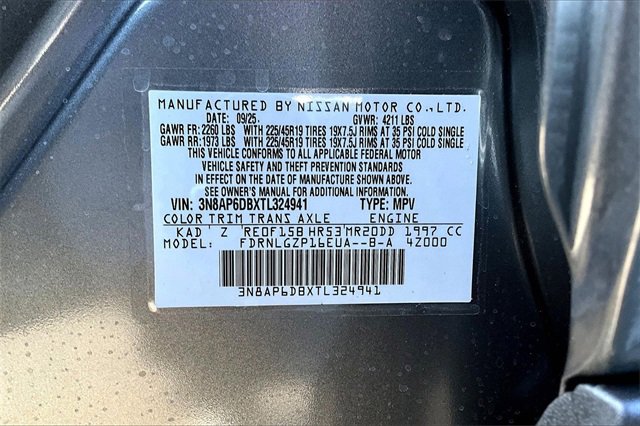 MANUFACTURED BY NISSAN MOTOR CO.,LTD.
DATE: 09/25. GVWR: 4211 LBS
GAWR FR: 2260 LBS WITH 225/45R19 TIRES 19X7.5J RIMS AT 35 PSI COLD SINGLE
GAWR RR: 1973 LBS WITH 225/45R19 TIRES 19X7.5J RIMS AT 35 PSI COLD SINGLE
THIS VEHICLE CONFORMS TO ALL APPLICABLE FEDERAL MOTOR
VEHICLE SAFETY AND THEFT PREVENTION STANDARDS
IN EFFECT ON THE DATE OF MANUFACTURE SHOWN ABOVE.
SEE OWNER'S MANUAL FOR ADDITIONAL INFORMATION.
VIN: 3N8AP6DBXTL324941 TYPE: MPV
COLOR TRIM TRANS AXLE ENGINE
KAD' Z 'RE0F15B HR53'MR20DD 1997 CC
MODEL: FDRNLGZP16EUA--B-A 4Z000
3N8AP6DBXTL324941